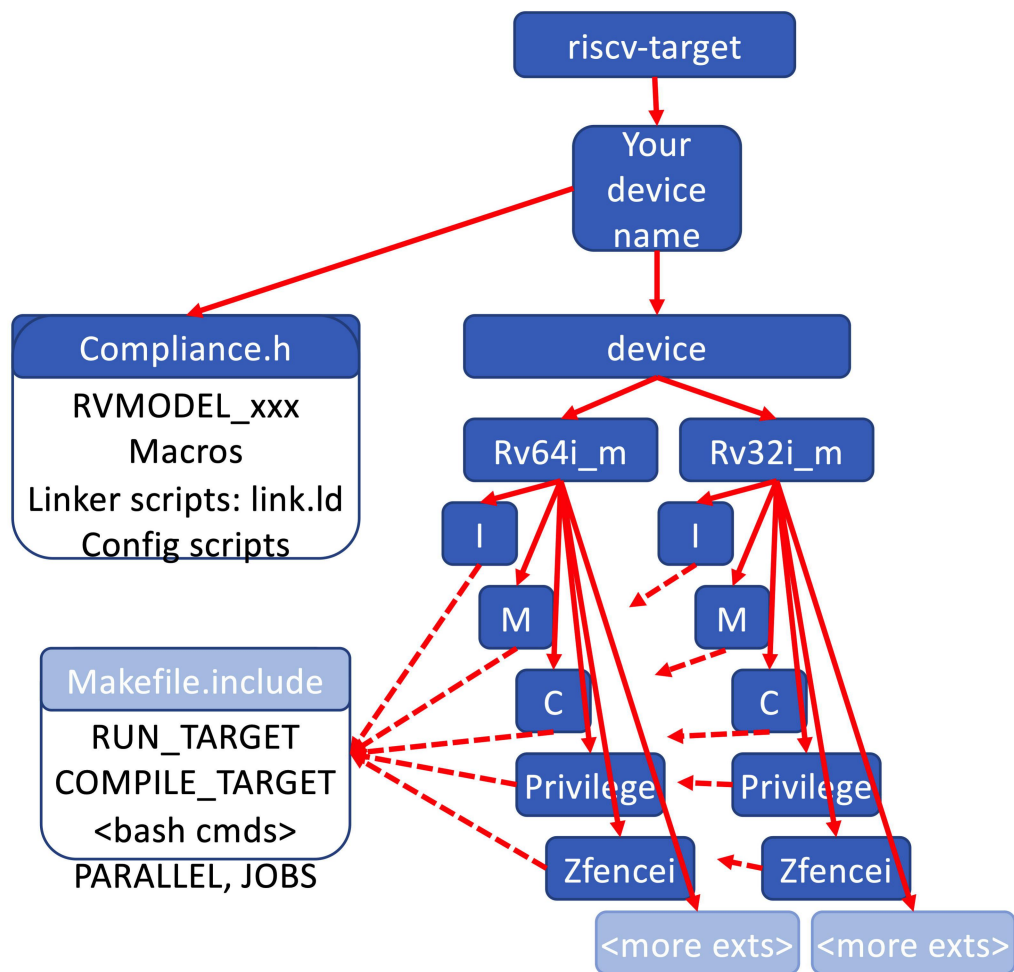 riscv-target
Your
device
name
Compliance.h
RVMODEL_xxx
Macros
Linker scripts: link.ld
Config scripts
device
Rv64i_m
Rv32i_m
I
I
M
M
C
C
Privilege
Privilege
Zfencei
Zfencei
<more exts>
<more exts>
Makefile.include
RUN_TARGET
COMPILE_TARGET
<bash cmds>
PARALLEL, JOBS